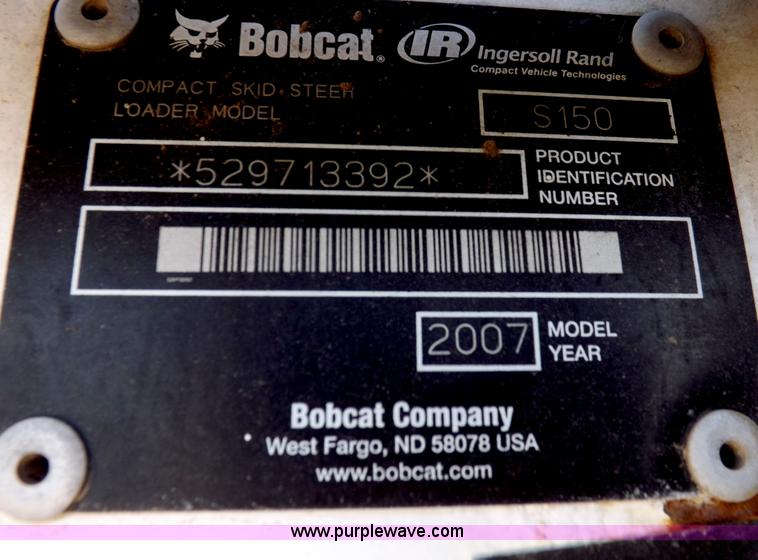 Bobcat® IR Ingersoll Rand
Compact Vehicle Technologies
COMPACT SKID STEER
LOADER MODEL
S150
*529713392*
PRODUCT
IDENTIFICATION
NUMBER
2007
MODEL
YEAR
Bobcat Company
West Fargo, ND 58078 USA
www.bobcat.com
www.purplewave.com